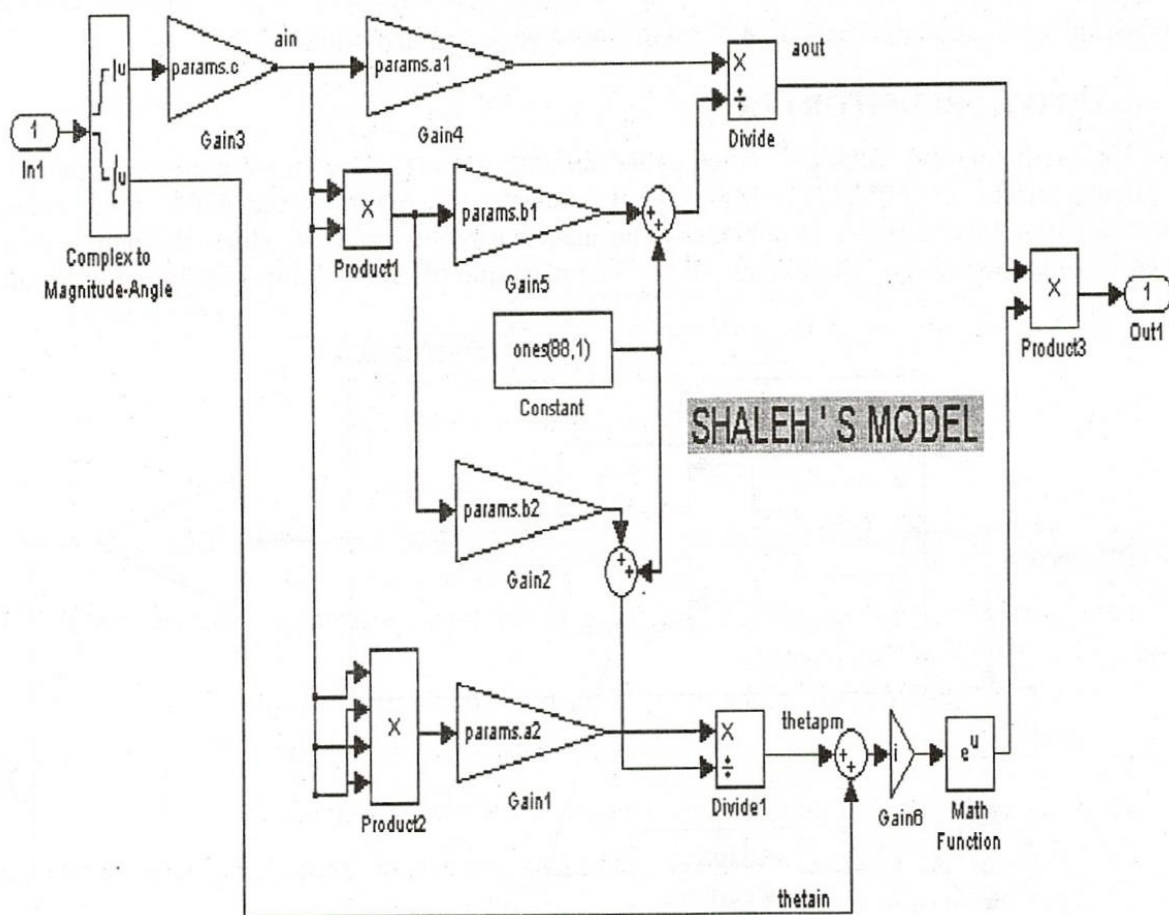 ain
aout
|u|
params.c
params.a1
X
÷
Divide
1
In1
∠u
Gain3
Gain4
X
params.b1
+
+
Product1
Complex to
Magnitude-Angle
Gain5
X
1
ones(88,1)
Product3
Out1
Constant
SHALEH ' S MODEL
params.b2
+
+
Gain2
X
params.a2
X
÷
thetapm
+
+
i
e^u
Product2
Gain1
Divide1
Gain6
Math
Function
thetain